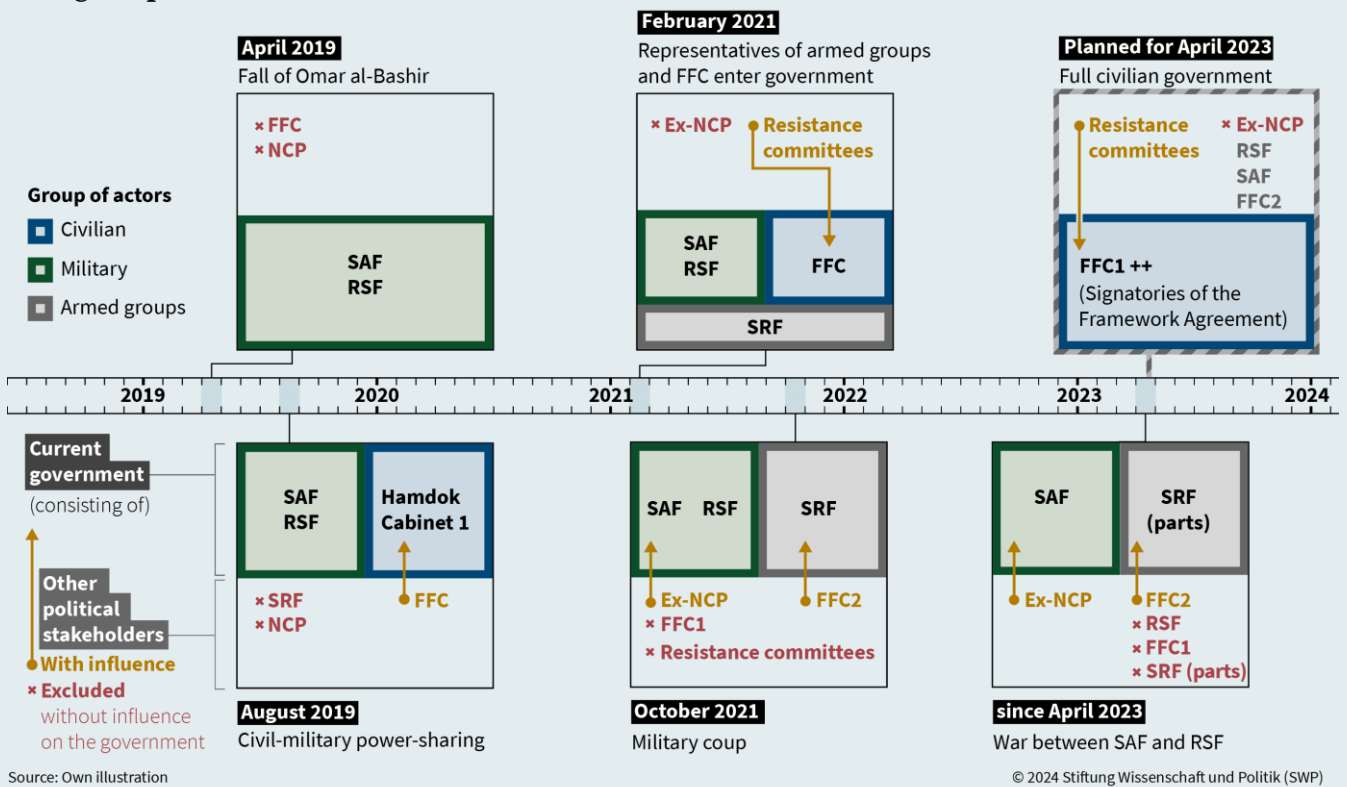 April 2019
Fall of Omar al-Bashir
× FFC
× NCP
SAF
RSF
February 2021
Representatives of armed groups
and FFC enter government
× Ex-NCP
Resistance
committees
SAF
RSF
FFC
SRF
Planned for April 2023
Full civilian government
Resistance
committees
× Ex-NCP
RSF
SAF
FFC2
FFC1 ++
(Signatories of the
Framework Agreement)
Group of actors
Civilian
Military
Armed groups
2019 2020 2021 2022 2023 2024
Current
government
(consisting of)
Other
political
stakeholders
With influence
× Excluded
without influence
on the government
SAF
RSF
Hamdok
Cabinet 1
× SRF
× NCP
FFC
August 2019
Civil-military power-sharing
SAF RSF
SRF
Ex-NCP
× FFC1
× Resistance committees
FFC2
October 2021
Military coup
SAF
SRF
(parts)
Ex-NCP
FFC2
× RSF
× FFC1
× SRF (parts)
since April 2023
War between SAF and RSF
Source: Own illustration
© 2024 Stiftung Wissenschaft und Politik (SWP)